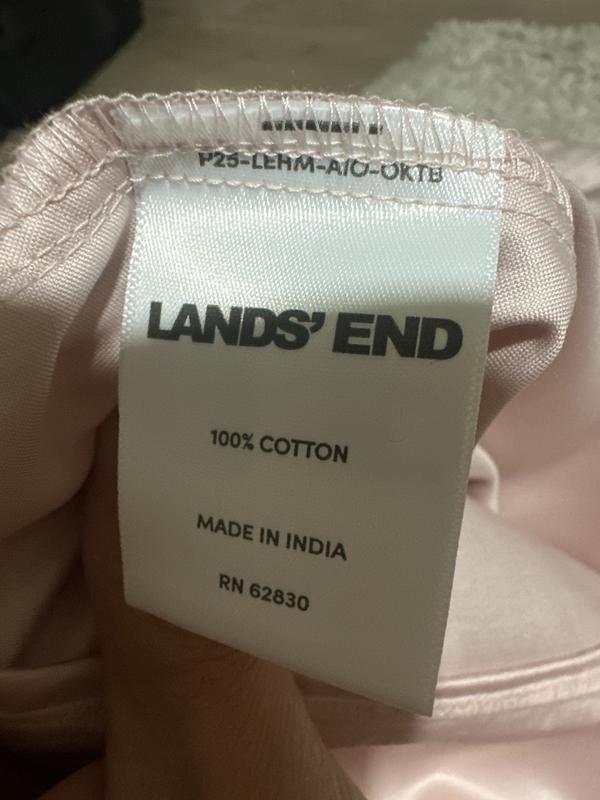 P25-LEHM-A/O-OKTB
LANDS' END
100% COTTON
MADE IN INDIA
RN 62830